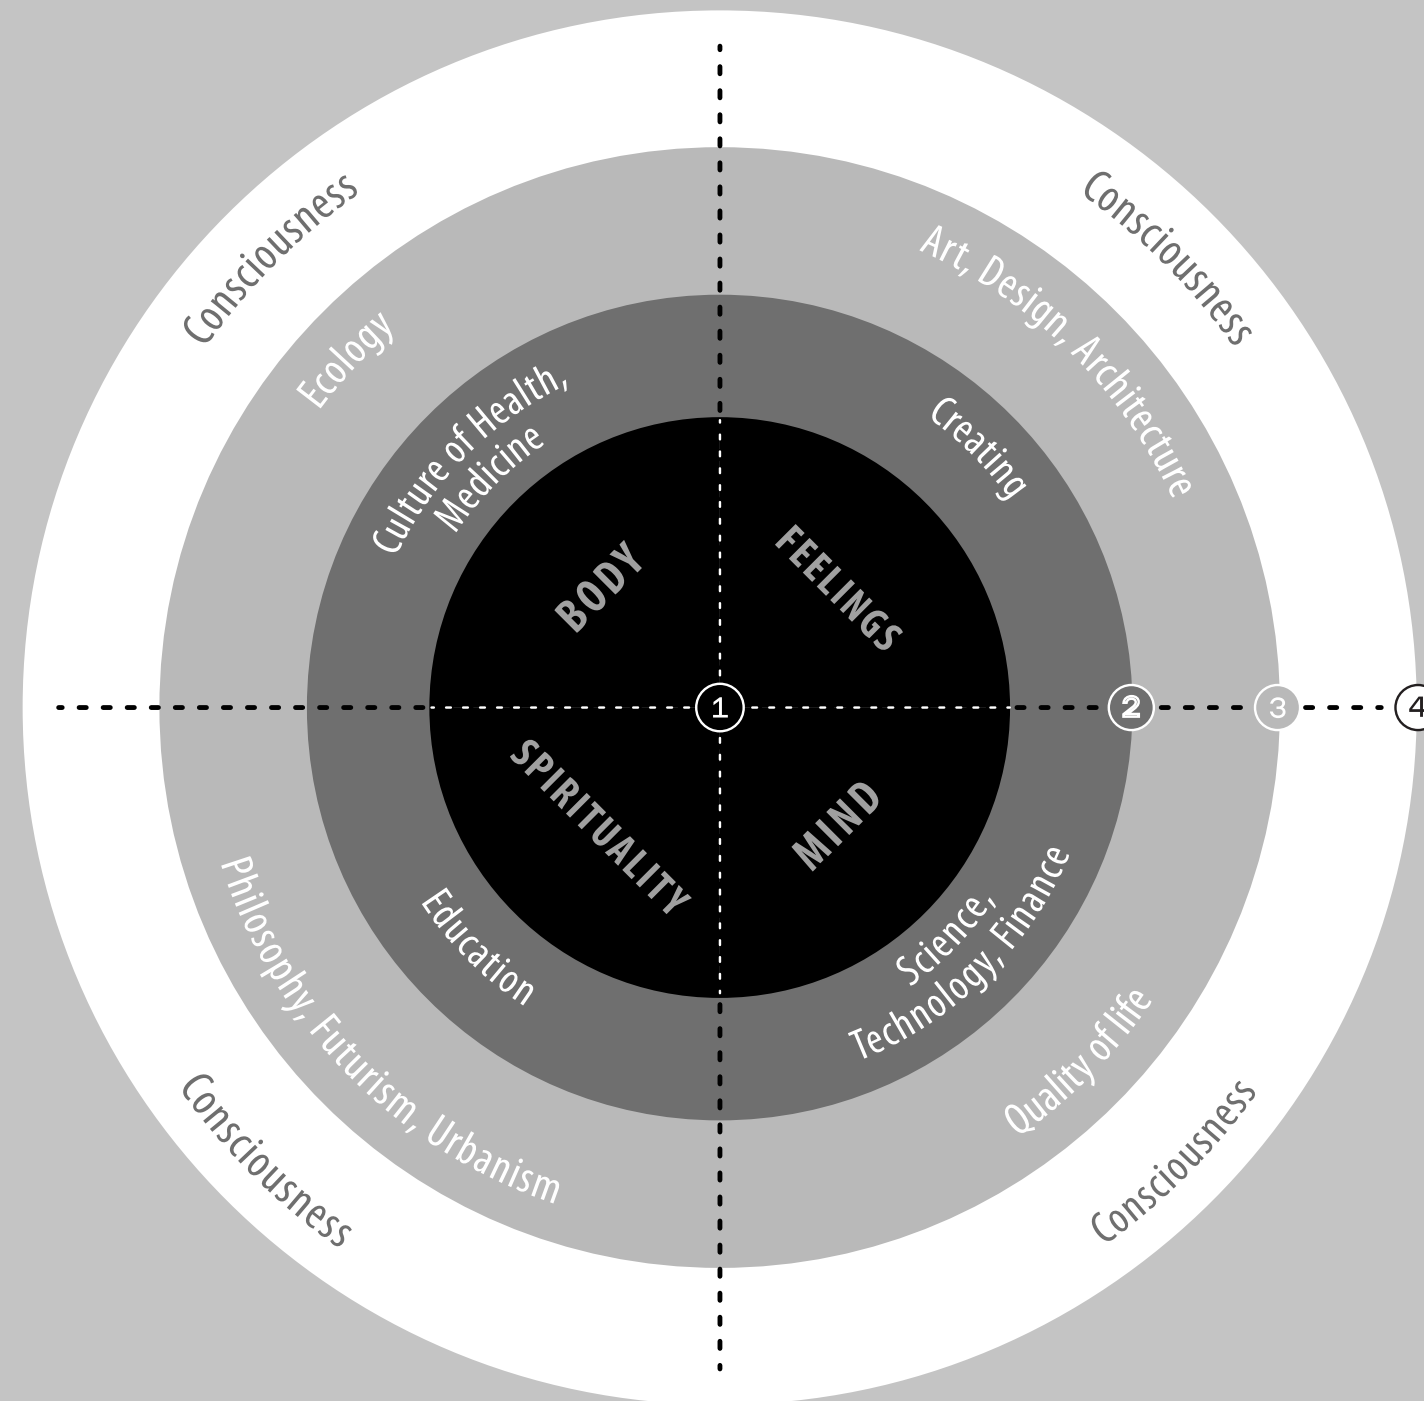 Consciousness
Consciousness
Ecology
Art, Design, Architecture
Culture of Health,
Medicine
Creating
BODY
FEELINGS
1
2
3
4
SPIRITUALITY
MIND
Education
Science,
Technology, Finance
Philosophy, Futurism, Urbanism
Quality of life
Consciousness
Consciousness